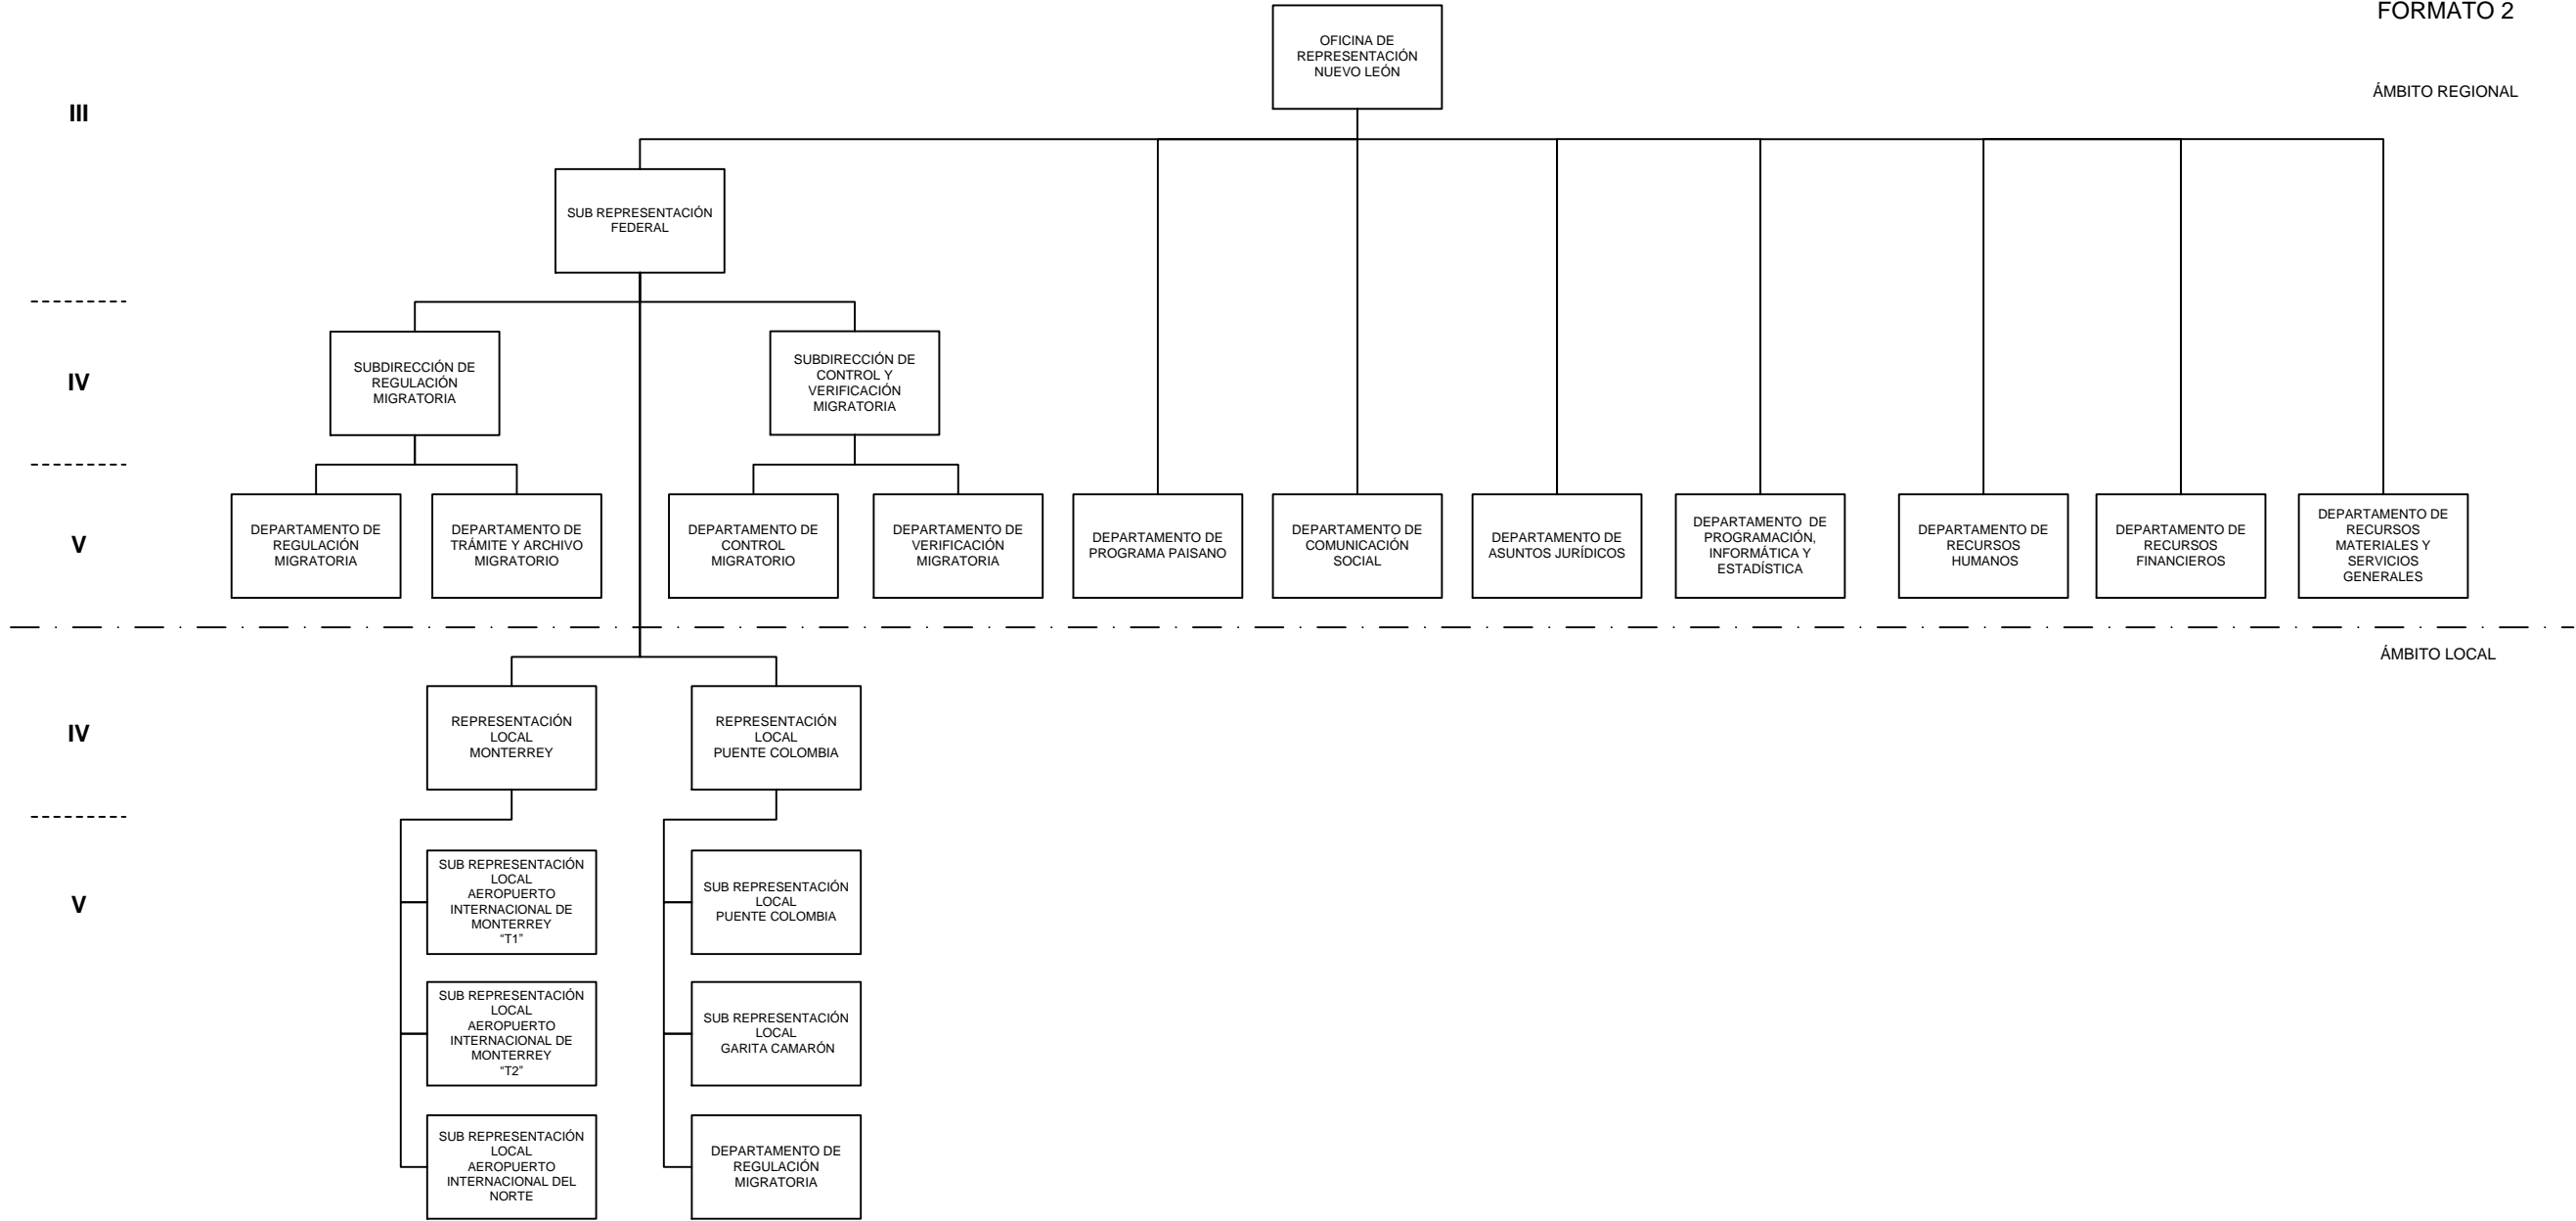 FORMATO 2
OFICINA DE
REPRESENTACIÓN
NUEVO LEÓN
ÁMBITO REGIONAL
III
SUB REPRESENTACIÓN
FEDERAL
IV
SUBDIRECCIÓN DE
REGULACIÓN
MIGRATORIA
SUBDIRECCIÓN DE
CONTROL Y
VERIFICACIÓN
MIGRATORIA
V
DEPARTAMENTO DE
REGULACIÓN
MIGRATORIA
DEPARTAMENTO DE
TRÁMITE Y ARCHIVO
MIGRATORIO
DEPARTAMENTO DE
CONTROL
MIGRATORIO
DEPARTAMENTO DE
VERIFICACIÓN
MIGRATORIA
DEPARTAMENTO DE
PROGRAMA PAISANO
DEPARTAMENTO DE
COMUNICACIÓN
SOCIAL
DEPARTAMENTO DE
ASUNTOS JURÍDICOS
DEPARTAMENTO DE
PROGRAMACIÓN,
INFORMÁTICA Y
ESTADÍSTICA
DEPARTAMENTO DE
RECURSOS
HUMANOS
DEPARTAMENTO DE
RECURSOS
FINANCIEROS
DEPARTAMENTO DE
RECURSOS
MATERIALES Y
SERVICIOS
GENERALES
ÁMBITO LOCAL
IV
REPRESENTACIÓN
LOCAL
MONTERREY
REPRESENTACIÓN
LOCAL
PUENTE COLOMBIA
V
SUB REPRESENTACIÓN
LOCAL
AEROPUERTO
INTERNACIONAL DE
MONTERREY
“T1”
SUB REPRESENTACIÓN
LOCAL
PUENTE COLOMBIA
SUB REPRESENTACIÓN
LOCAL
AEROPUERTO
INTERNACIONAL DE
MONTERREY
“T2”
SUB REPRESENTACIÓN
LOCAL
GARITA CAMARÓN
SUB REPRESENTACIÓN
LOCAL
AEROPUERTO
INTERNACIONAL DEL
NORTE
DEPARTAMENTO DE
REGULACIÓN
MIGRATORIA